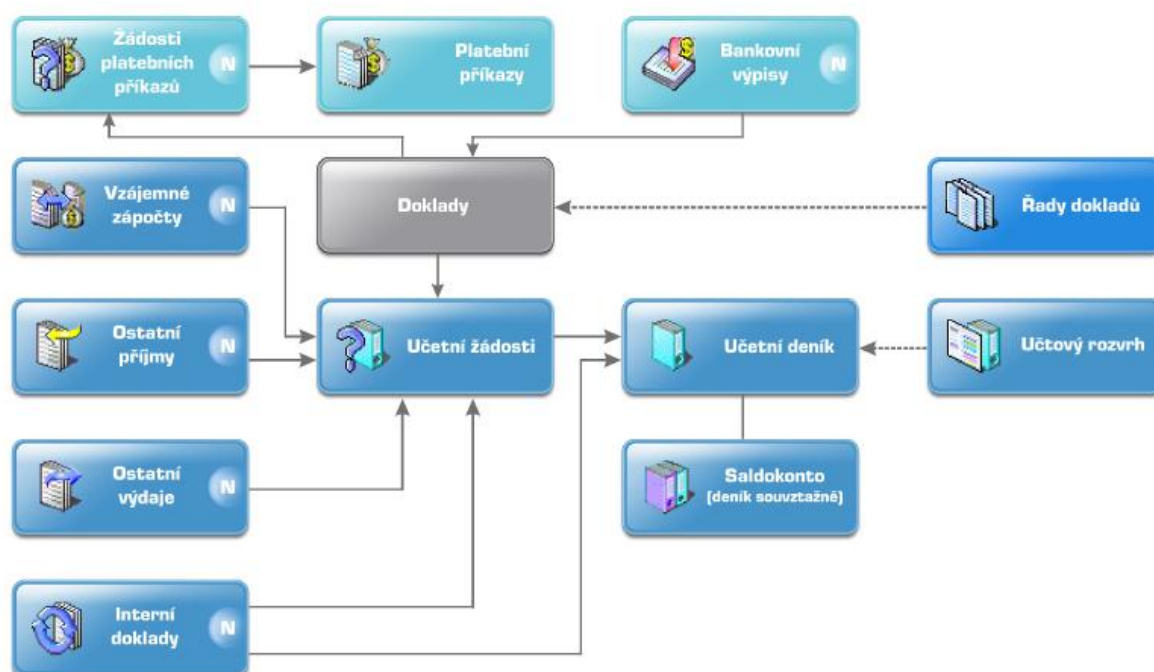 Žádosti
platebních
příkazů
N
Platební
příkazy
Bankovní
výpisy
N
Vzájemné
zápočty
N
Doklady
Řady dokladů
Ostatní
příjmy
N
Učetní žádosti
Učetní deník
Učtový rozvrh
Ostatní
výdaje
N
Saldokonto
(deník souvztažně)
Interní
doklady
N